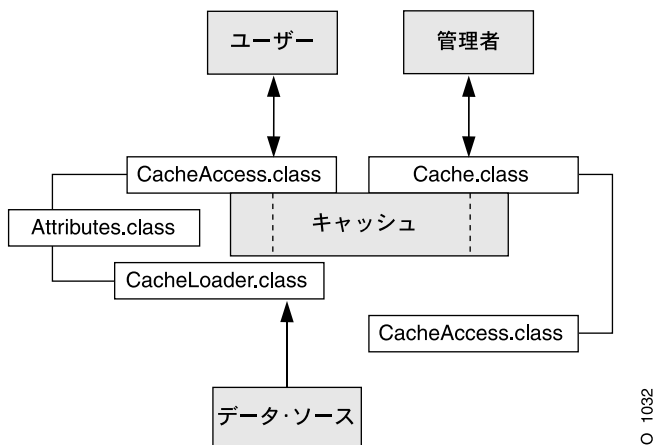 ユーザー
管理者
CacheAccess.class
Cache.class
Attributes.class
キャッシュ
CacheLoader.class
CacheAccess.class
データ・ソース
O_1032